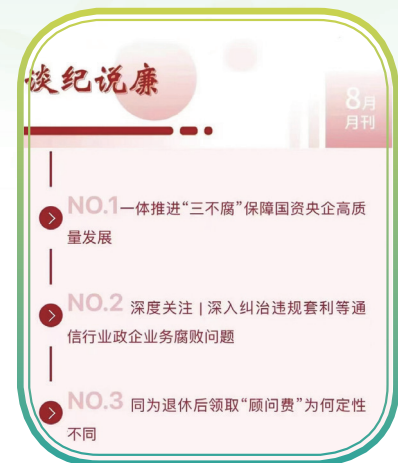 谈纪说廉
8月
月刊
NO.1一体推进“三不腐”保障国资央企高质
量发展
NO.2 深度关注 | 深入纠治违规套利等通
信行业政企业务腐败问题
NO.3 同为退休后领取“顾问费”为何定性
不同